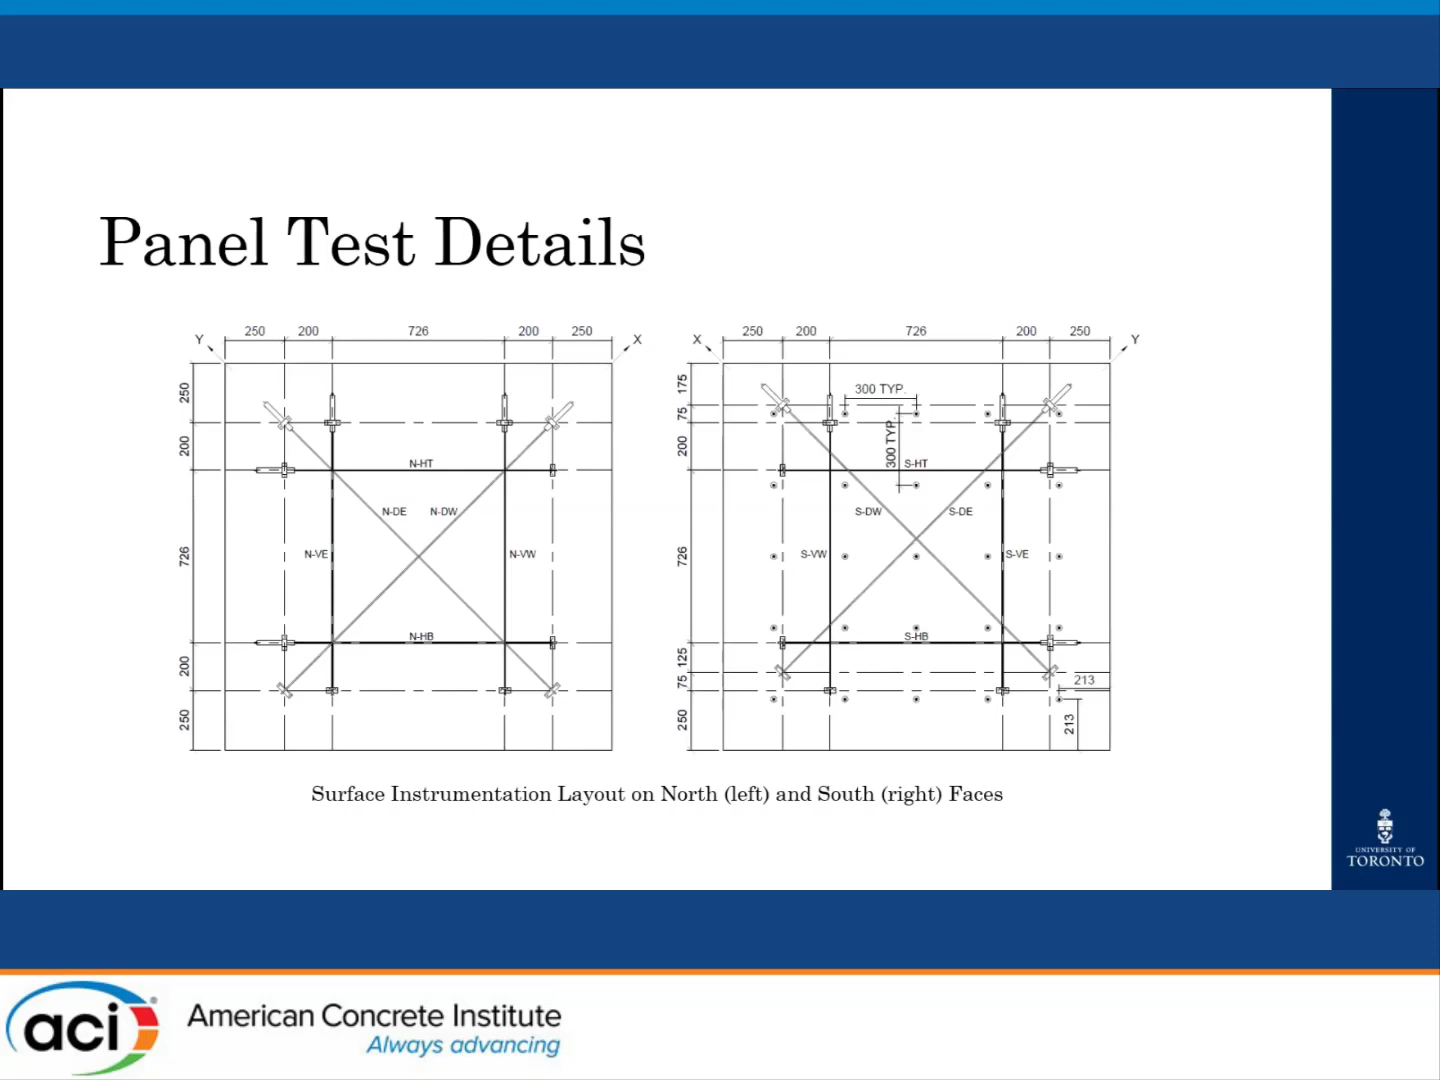 Panel Test Details
250 200 726 200 250
Y X
250
200
726
200
250
N-HT
N-DE N-DW
N-VE N-VW
N-HB
250 200 726 200 250
X Y
175
75
200
726
125
75
250
300 TYP.
300 TYP.
S-HT
S-DW S-DE
S-VW S-VE
S-HB
213
213
Surface Instrumentation Layout on North (left) and South (right) Faces
UNIVERSITY OF
TORONTO
aci
American Concrete Institute
Always advancing